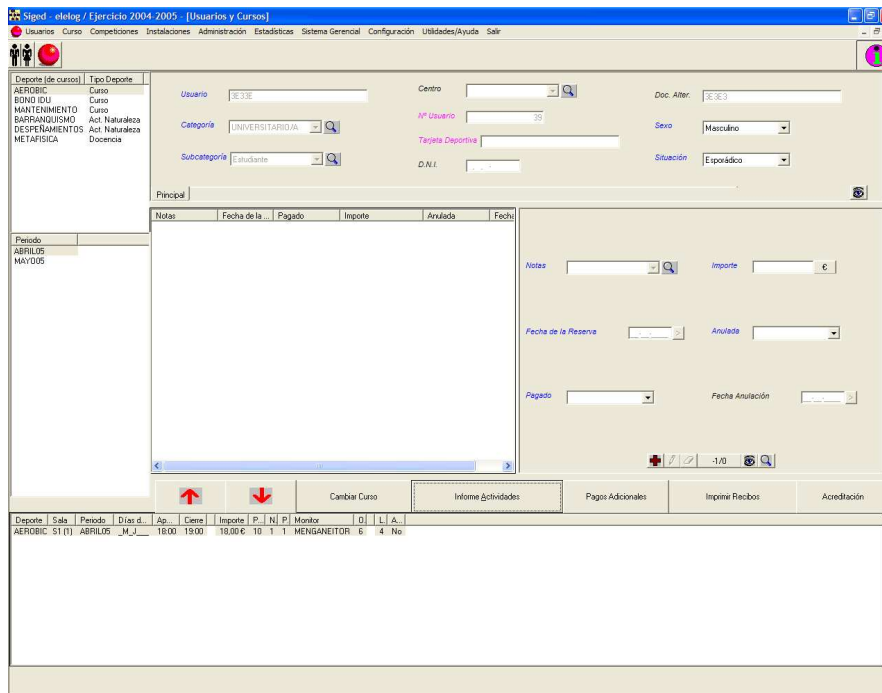 Siged - elelog / Ejercicio 2004-2005 - [Usuarios y Cursos]
Usuarios Curso Competiciones Instalaciones Administración Estadísticas Sistema Gerencial Configuración Utilidades/Ayuda Salir
Deporte (de cursos) Tipo Deporte
AEROBIC Curso
BONO IDU Curso
MANTENIMIENTO Curso
BARRANQUISMO Act. Naturaleza
DESPEÑAMIENTOS Act. Naturaleza
METAFISICA Docencia
Usuario 3E33E
Centro
Doc. Alter. 3E3E3
Categoría UNIVERSITARIO/A
Nº Usuario 39
Sexo Masculino
Tarjeta Deportiva
Subcategoría Estudiante
D.N.I.
Situación Esporádico
Principal
Periodo
ABRIL05
MAYO05
Notas Fecha de la ... Pagado Importe Anulada Fecha
Notas
Importe €
Fecha de la Reserva
Anulada
Pagado
Fecha Anulación
-1/0
Cambiar Curso Informe Actividades Pagos Adicionales Imprimir Recibos Acreditación
Deporte Sala Periodo Días d... Ap... Cierre Importe P... N. P Monitor O. L. A...
AEROBIC S1 (1) ABRIL05 _M_J___ 18:00 19:00 18,00 € 10 1 1 MENGANEITOR 6 4 No